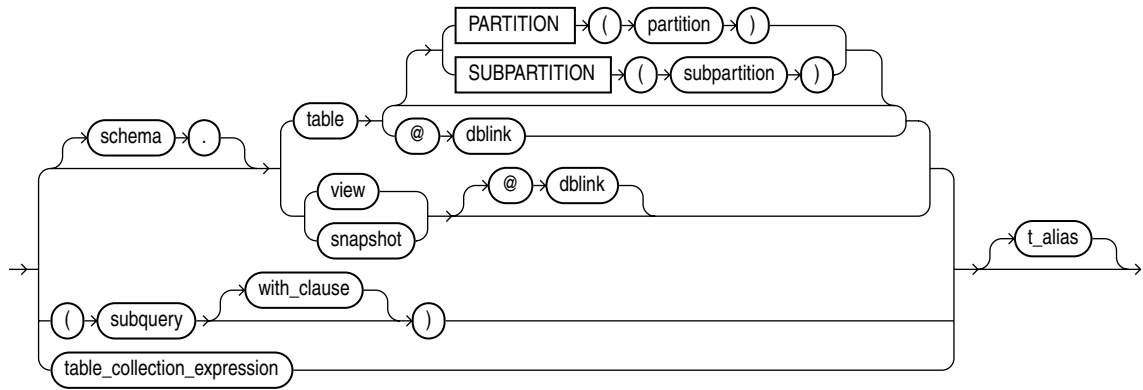 PARTITION ( partition )
SUBPARTITION ( subpartition )
table
@ dblink
schema .
view @ dblink
snapshot
t_alias
with_clause
( subquery )
table_collection_expression